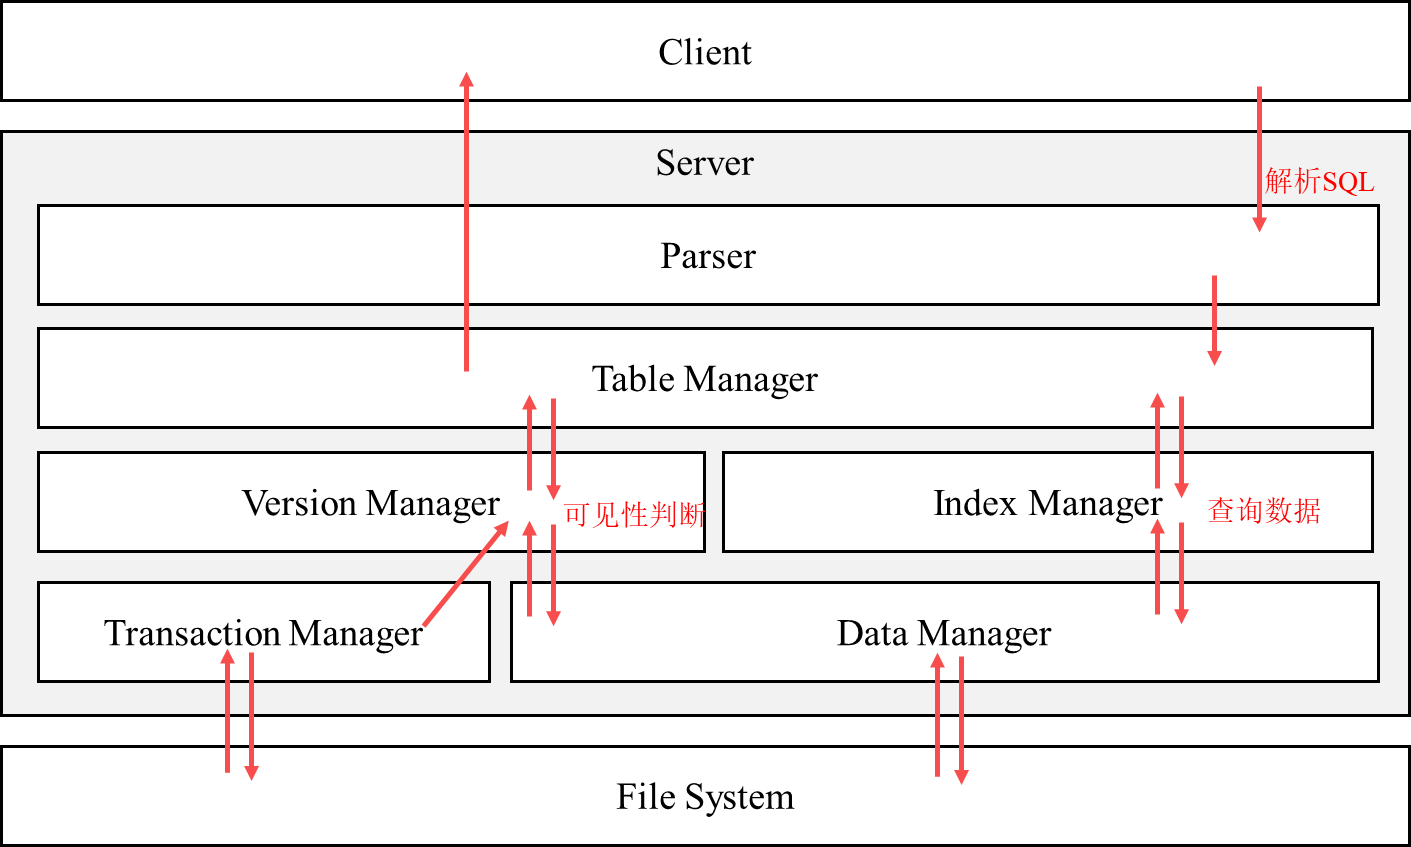 Client
Server
解析SQL
Parser
Table Manager
Version Manager
可见性判断
Index Manager
查询数据
Transaction Manager
Data Manager
File System